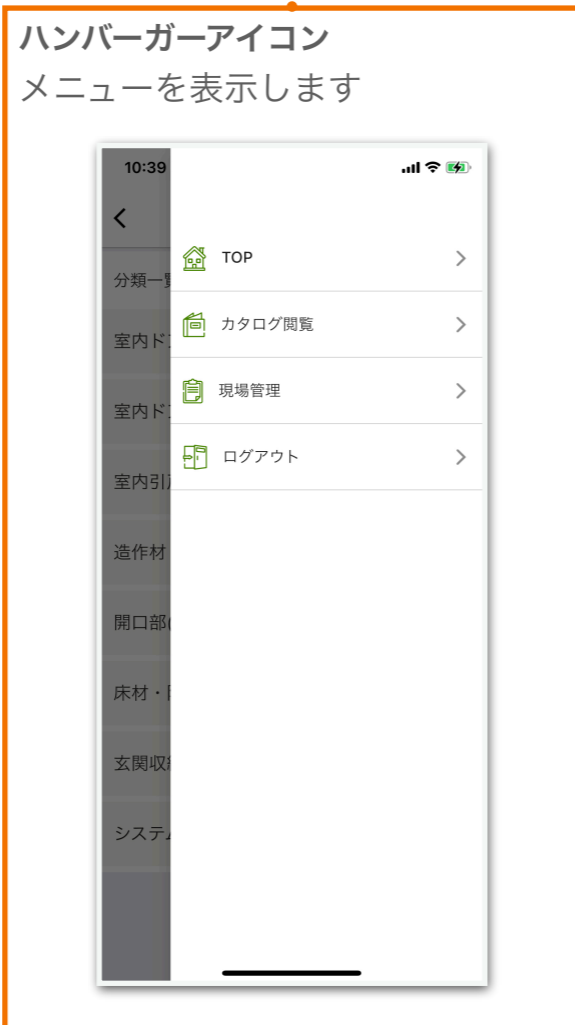 ハンバーガーアイコン
メニューを表示します
10:39
TOP
カタログ閲覧
現場管理
ログアウト
分類一
室内ド
室内ド
室内引
造作材
開口部
床材・
玄関収
システ